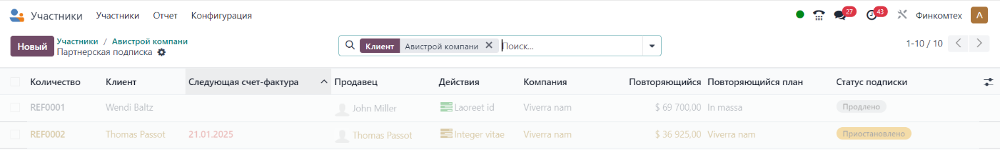 Участники Участники Отчет Конфигурация 27 43 Финкомтех A
Новый Участники / Авистрой компани
Партнерская подписка
Клиент Авистрой компани Поиск... 1-10 / 10
Количество Клиент Следующая счет-фактура Продавец Действия Компания Повторяющийся Повторяющийся план Статус подписки
REF0001 Wendi Baltz John Miller Laoreet id Viverra nam $ 69 700,00 In massa Продлено
REF0002 Thomas Passot 21.01.2025 Thomas Passot Integer vitae Viverra nam $ 36 925,00 Viverra nam Приостановлено